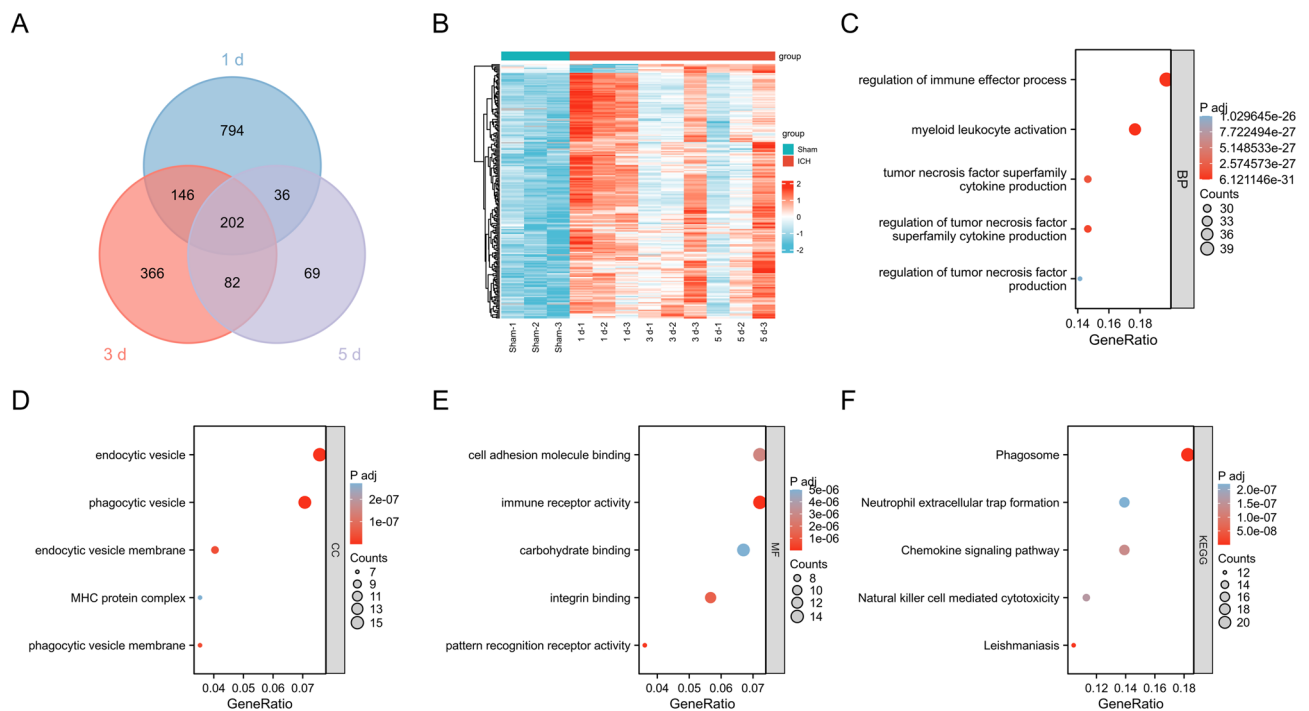 A
1 d
794
146
36
202
366
82
69
3 d
5 d
B
group
group
Sham
ICH
2
1
0
-1
-2
Sham-1
Sham-2
Sham-3
1 d-1
1 d-2
1 d-3
3 d-1
3 d-2
3 d-3
5 d-1
5 d-2
5 d-3
C
regulation of immune effector process
myeloid leukocyte activation
tumor necrosis factor superfamily
cytokine production
regulation of tumor necrosis factor
superfamily cytokine production
regulation of tumor necrosis factor
production
0.14 0.16 0.18
GeneRatio
BP
P adj
1.029645e-26
7.722494e-27
5.148533e-27
2.574573e-27
6.121146e-31
Counts
30
33
36
39
D
endocytic vesicle
phagocytic vesicle
endocytic vesicle membrane
MHC protein complex
phagocytic vesicle membrane
0.04 0.05 0.06 0.07
GeneRatio
CC
P adj
2e-07
1e-07
Counts
7
9
11
13
15
E
cell adhesion molecule binding
immune receptor activity
carbohydrate binding
integrin binding
pattern recognition receptor activity
0.04 0.05 0.06 0.07
GeneRatio
MF
P adj
5e-06
4e-06
3e-06
2e-06
1e-06
Counts
8
10
12
14
F
Phagosome
Neutrophil extracellular trap formation
Chemokine signaling pathway
Natural killer cell mediated cytotoxicity
Leishmaniasis
0.12 0.14 0.16 0.18
GeneRatio
KEGG
P adj
2.0e-07
1.5e-07
1.0e-07
5.0e-08
Counts
12
14
16
18
20